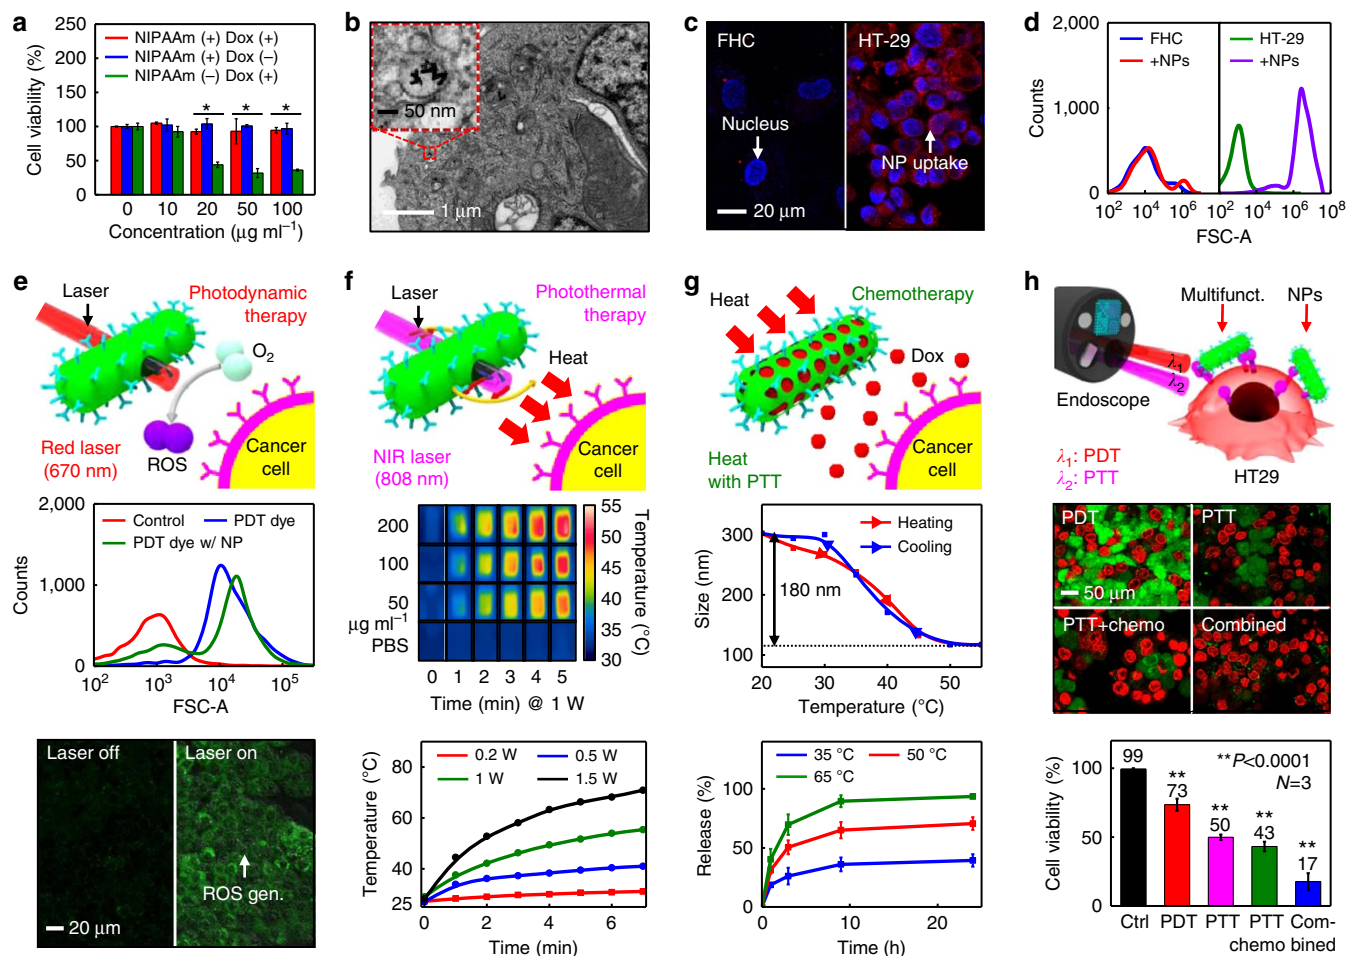 a
250
200
150
100
50
0
Cell viability (%)
NIPAAm (+) Dox (+)
NIPAAm (+) Dox (−)
NIPAAm (−) Dox (+)
* * *
0 10 20 50 100
Concentration (μg ml⁻¹)
b
50 nm
1 μm
c
FHC
HT-29
Nucleus
NP uptake
20 μm
d
2,000
1,000
0
Counts
FHC
+NPs
HT-29
+NPs
10² 10⁴ 10⁶ 10² 10⁴ 10⁶ 10⁸
FSC-A
e
Laser
Photodynamic
therapy
O₂
Red laser
(670 nm)
ROS
Cancer
cell
2,000
1,000
0
Counts
Control
PDT dye
PDT dye w/ NP
10² 10³ 10⁴ 10⁵
FSC-A
Laser off
Laser on
ROS gen.
20 μm
f
Laser
Photothermal
therapy
Heat
NIR laser
(808 nm)
Cancer
cell
200
100
50
μg ml⁻¹
PBS
55
50
45
40
35
30
Temperature (°C)
0 1 2 3 4 5
Time (min) @ 1 W
80
40
25
Temperature (°C)
0.2 W
0.5 W
1 W
1.5 W
0 2 4 6
Time (min)
g
Heat
Chemotherapy
Dox
Heat
with PTT
Cancer
cell
300
200
100
Size (nm)
Heating
Cooling
180 nm
20 30 40 50
Temperature (°C)
100
50
0
Release (%)
35 °C
50 °C
65 °C
0 10 20
Time (h)
h
Multifunct.
NPs
λ₁
λ₂
Endoscope
λ₁: PDT
λ₂: PTT
HT29
PDT
PTT
50 μm
PTT+chemo
Combined
100
50
0
Cell viability (%)
**P<0.0001
N=3
99
**
73
**
50
**
43
**
17
Ctrl PDT PTT PTT Com-
chemo bined